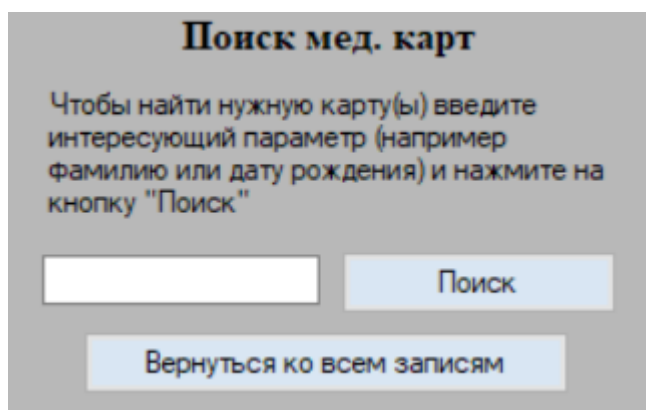 Поиск мед. карт
Чтобы найти нужную карту(ы) введите
интересующий параметр (например
фамилию или дату рождения) и нажмите на
кнопку "Поиск"
Поиск
Вернуться ко всем записям